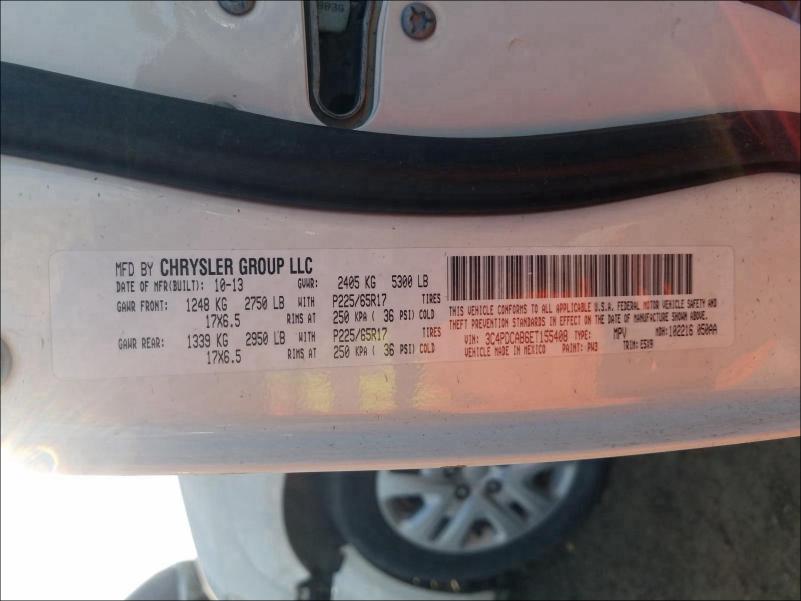 MFD BY CHRYSLER GROUP LLC
DATE OF MFR(BUILT): 10-13 GVWR: 2405 KG 5300 LB
GAWR FRONT: 1248 KG 2750 LB WITH P225/65R17 TIRES
17X6.5 RIMS AT 250 KPA ( 36 PSI) COLD
GAWR REAR: 1339 KG 2950 LB WITH P225/65R17 TIRES
17X6.5 RIMS AT 250 KPA ( 36 PSI) COLD
THIS VEHICLE CONFORMS TO ALL APPLICABLE U.S.A. FEDERAL MOTOR VEHICLE SAFETY AND
THEFT PREVENTION STANDARDS IN EFFECT ON THE DATE OF MANUFACTURE SHOWN ABOVE.
VIN: 3C4PDCAB6ET155408 TYPE: MPV MDH: 102216 050AA
VEHICLE MADE IN MEXICO PAINT: PW3 TRIM: E5X9